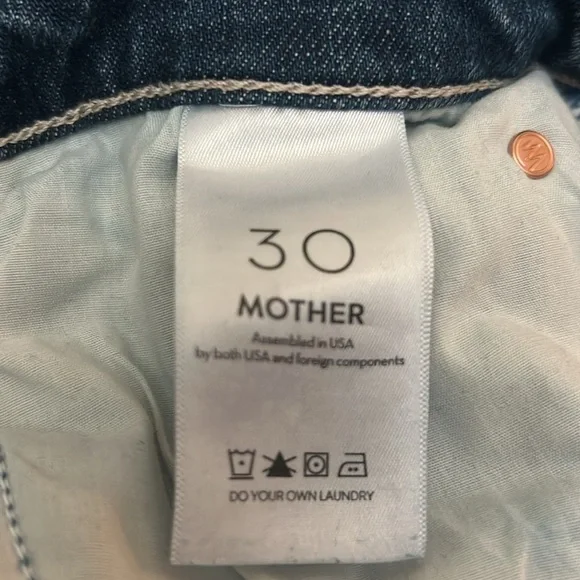 30
MOTHER
Assembled in USA
by both USA and foreign components
DO YOUR OWN LAUNDRY